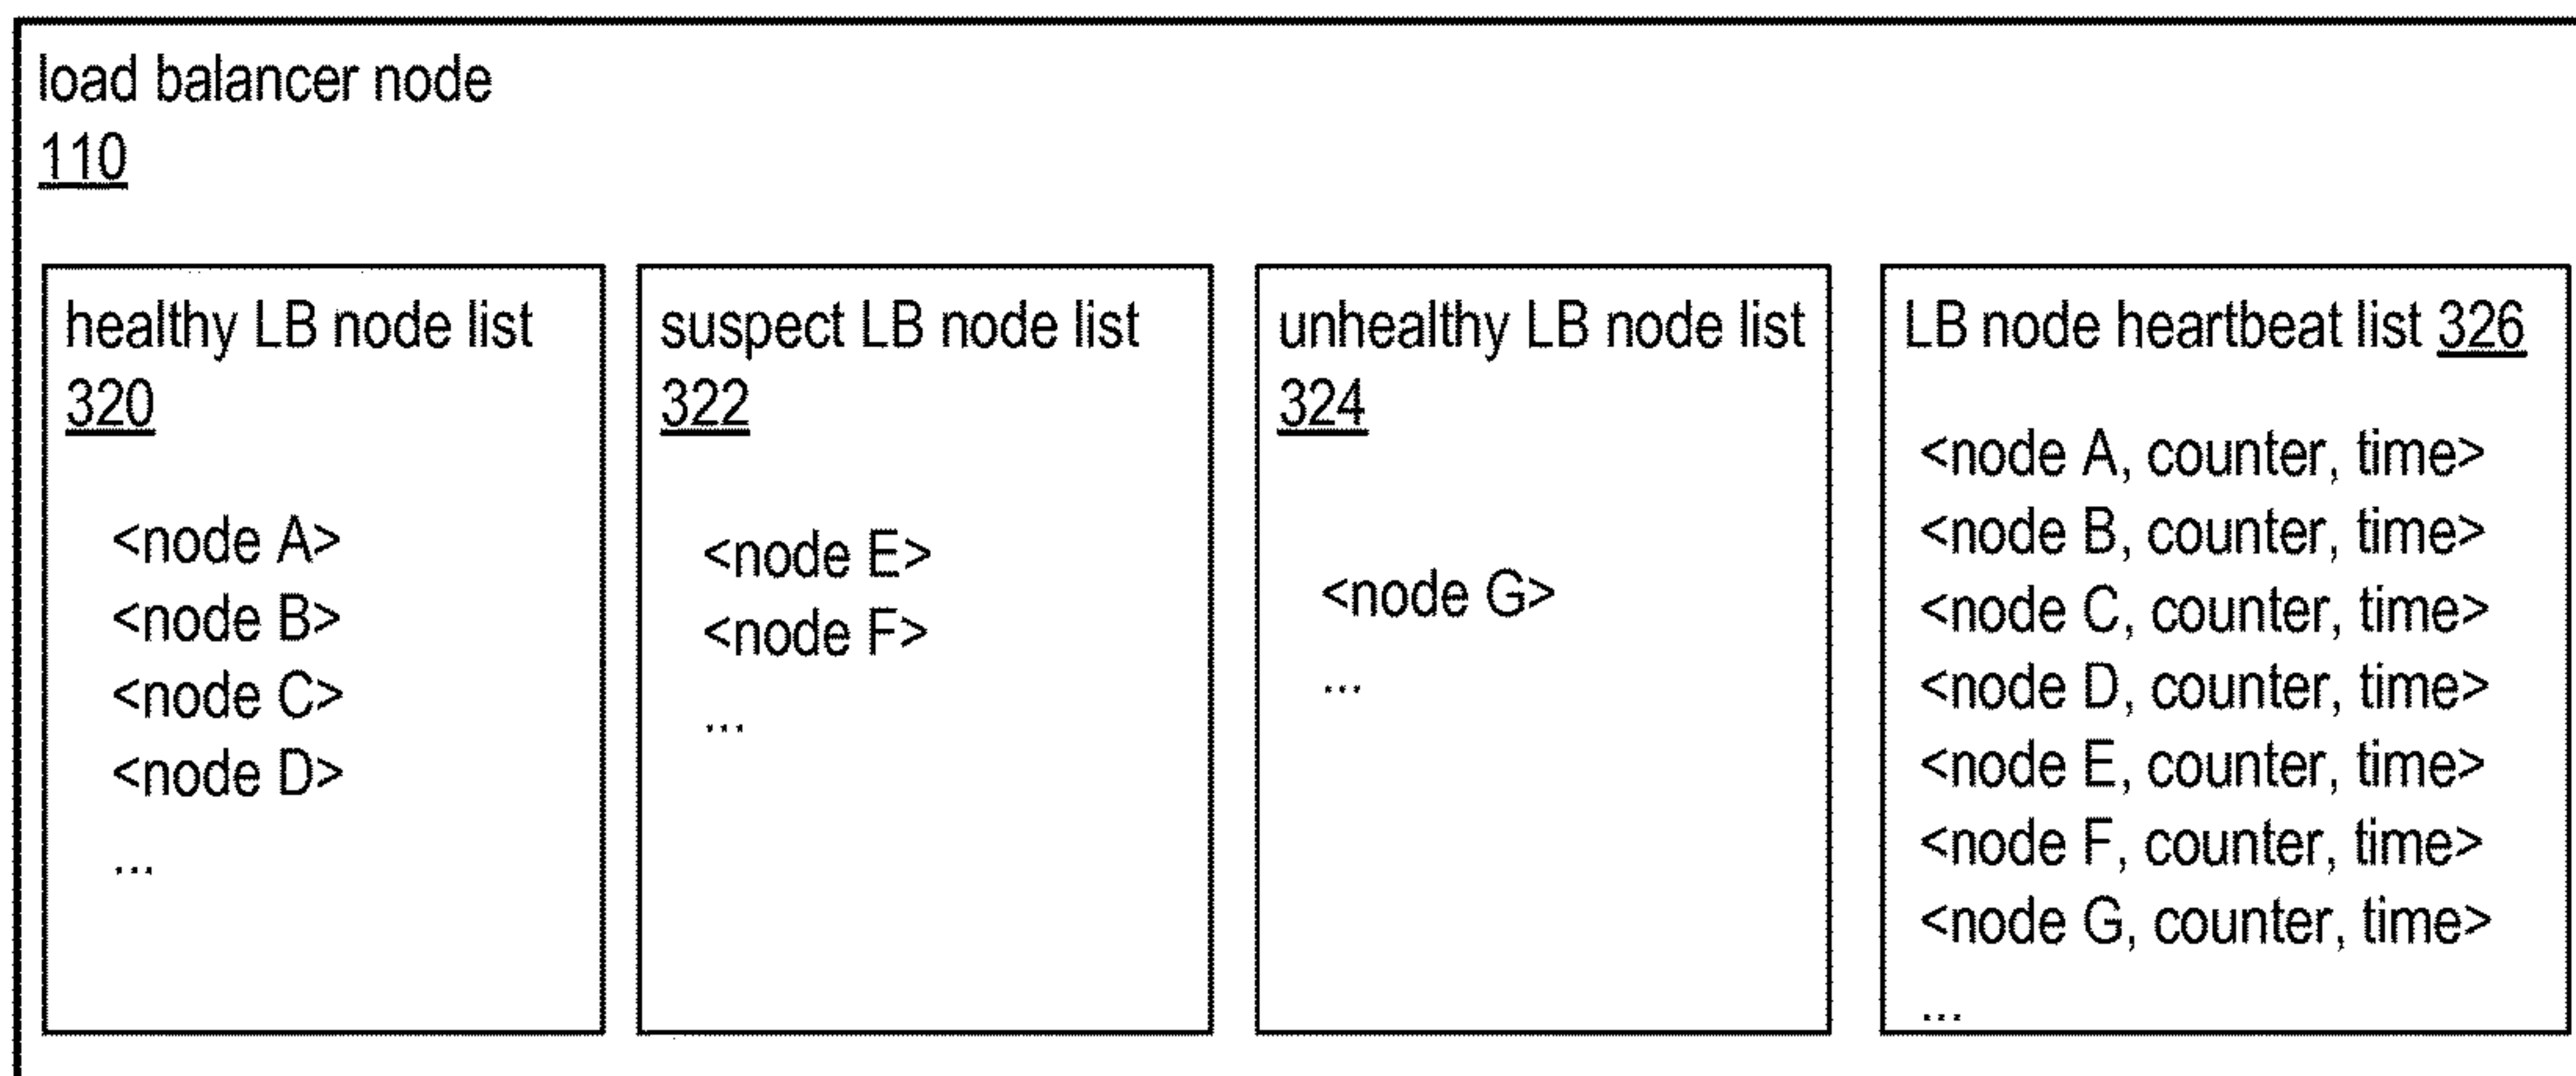 load balancer node
110
healthy LB node list
320
<node A>
<node B>
<node C>
<node D>
...
suspect LB node list
322
<node E>
<node F>
...
unhealthy LB node list
324
<node G>
...
LB node heartbeat list 326
<node A, counter, time>
<node B, counter, time>
<node C, counter, time>
<node D, counter, time>
<node E, counter, time>
<node F, counter, time>
<node G, counter, time>
...